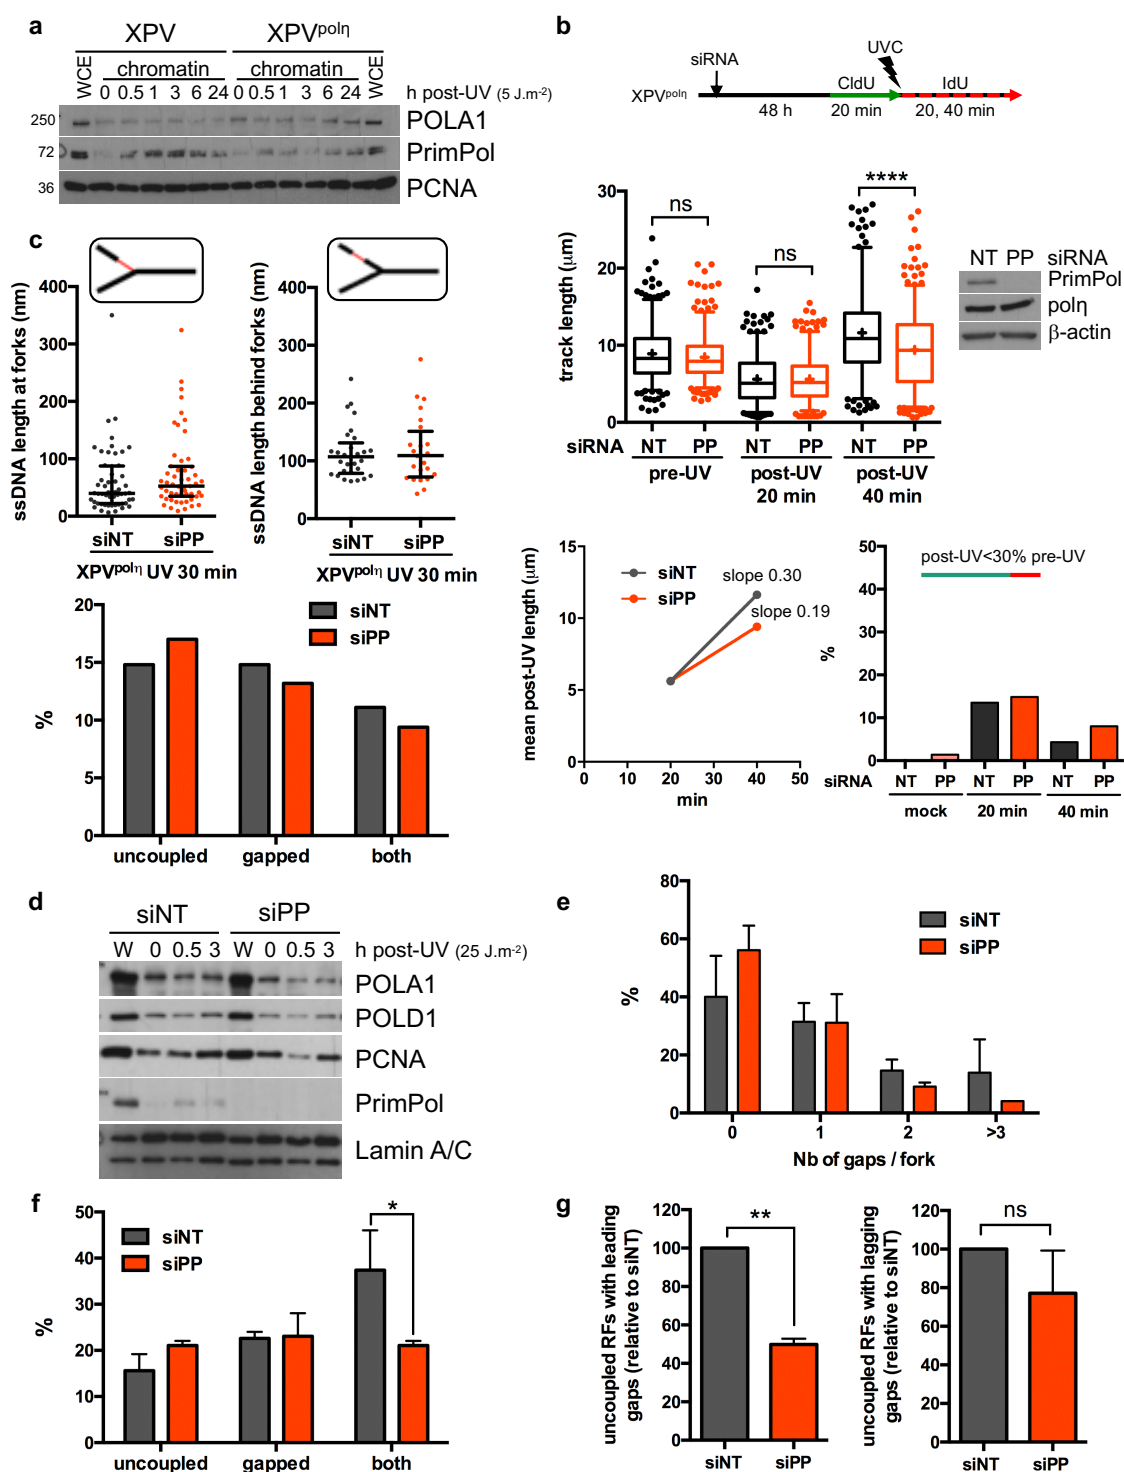 a
XPV
XPVpolη
WCE
chromatin
chromatin
WCE
0 0.5 1 3 6 24 0 0.5 1 3 6 24 h post-UV (5 J.m-2)
250
POLA1
72
PrimPol
36
PCNA
b
siRNA
UVC
XPVpolη
CldU
IdU
48 h
20 min
20, 40 min
track length (μm)
30
20
10
0
ns
ns
****
siRNA NT PP NT PP NT PP
pre-UV
post-UV
20 min
post-UV
40 min
NT PP siRNA
PrimPol
polη
β-actin
mean post-UV length (μm)
15
10
5
0
siNT
siPP
slope 0.30
slope 0.19
0 10 20 30 40 50
min
post-UV<30% pre-UV
%
50
40
30
20
10
0
siRNA NT PP NT PP NT PP
mock 20 min 40 min
c
ssDNA length at forks (nm)
400
300
200
100
0
siNT siPP
XPVpolη UV 30 min
ssDNA length behind forks (nm)
400
300
200
100
0
siNT siPP
XPVpolη UV 30 min
%
20
15
10
5
0
siNT
siPP
uncoupled gapped both
d
siNT siPP
W 0 0.5 3 W 0 0.5 3 h post-UV (25 J.m-2)
POLA1
POLD1
PCNA
PrimPol
Lamin A/C
e
%
80
60
40
20
0
siNT
siPP
0 1 2 >3
Nb of gaps / fork
f
%
50
40
30
20
10
0
siNT
siPP
*
uncoupled gapped both
g
uncoupled RFs with leading
gaps (relative to siNT)
120
100
80
60
40
20
0
**
siNT siPP
uncoupled RFs with lagging
gaps (relative to siNT)
120
100
80
60
40
20
0
ns
siNT siPP